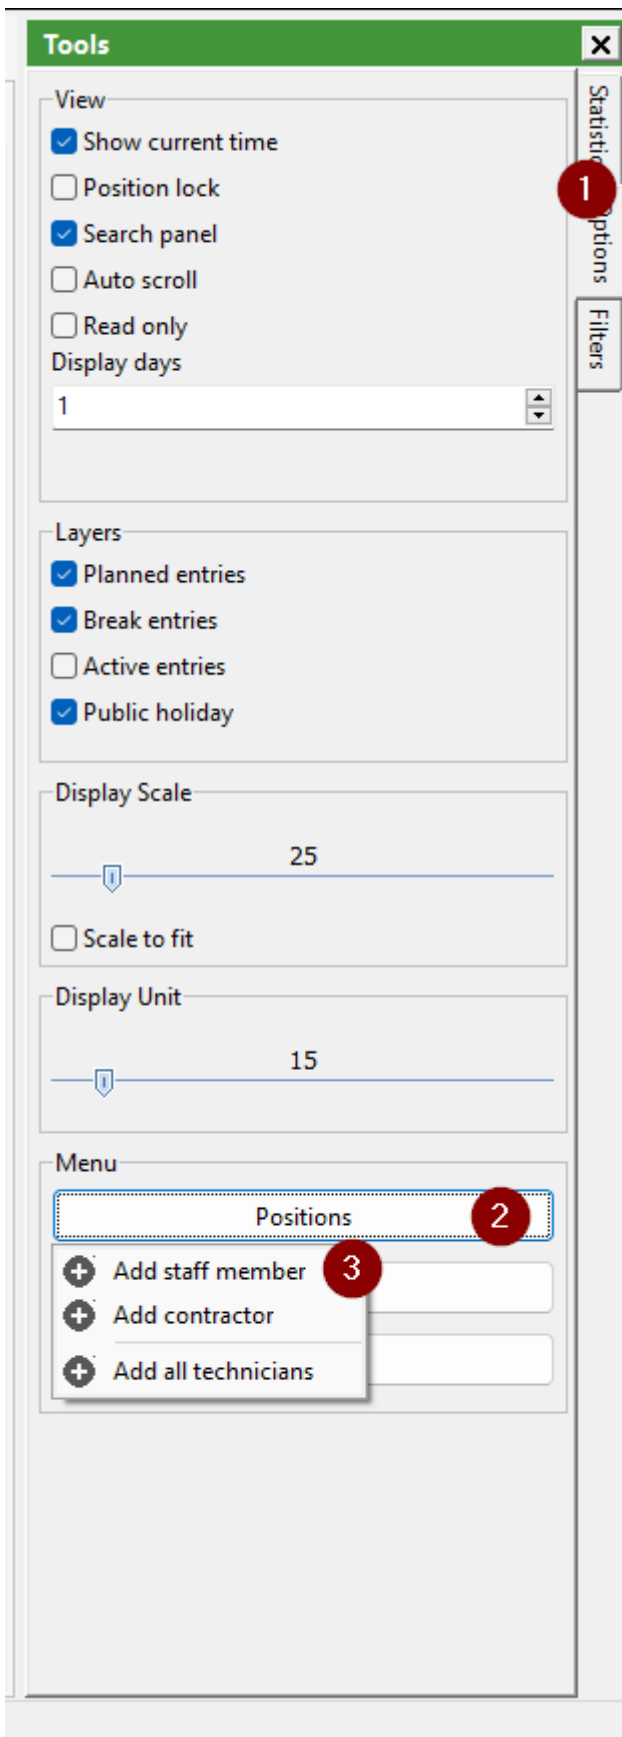 Tools
View
Show current time
Position lock
Search panel
Auto scroll
Read only
Display days
1
Layers
Planned entries
Break entries
Active entries
Public holiday
Display Scale
25
Scale to fit
Display Unit
15
Menu
Positions
2
Add staff member
3
Add contractor
Add all technicians
1
Filters